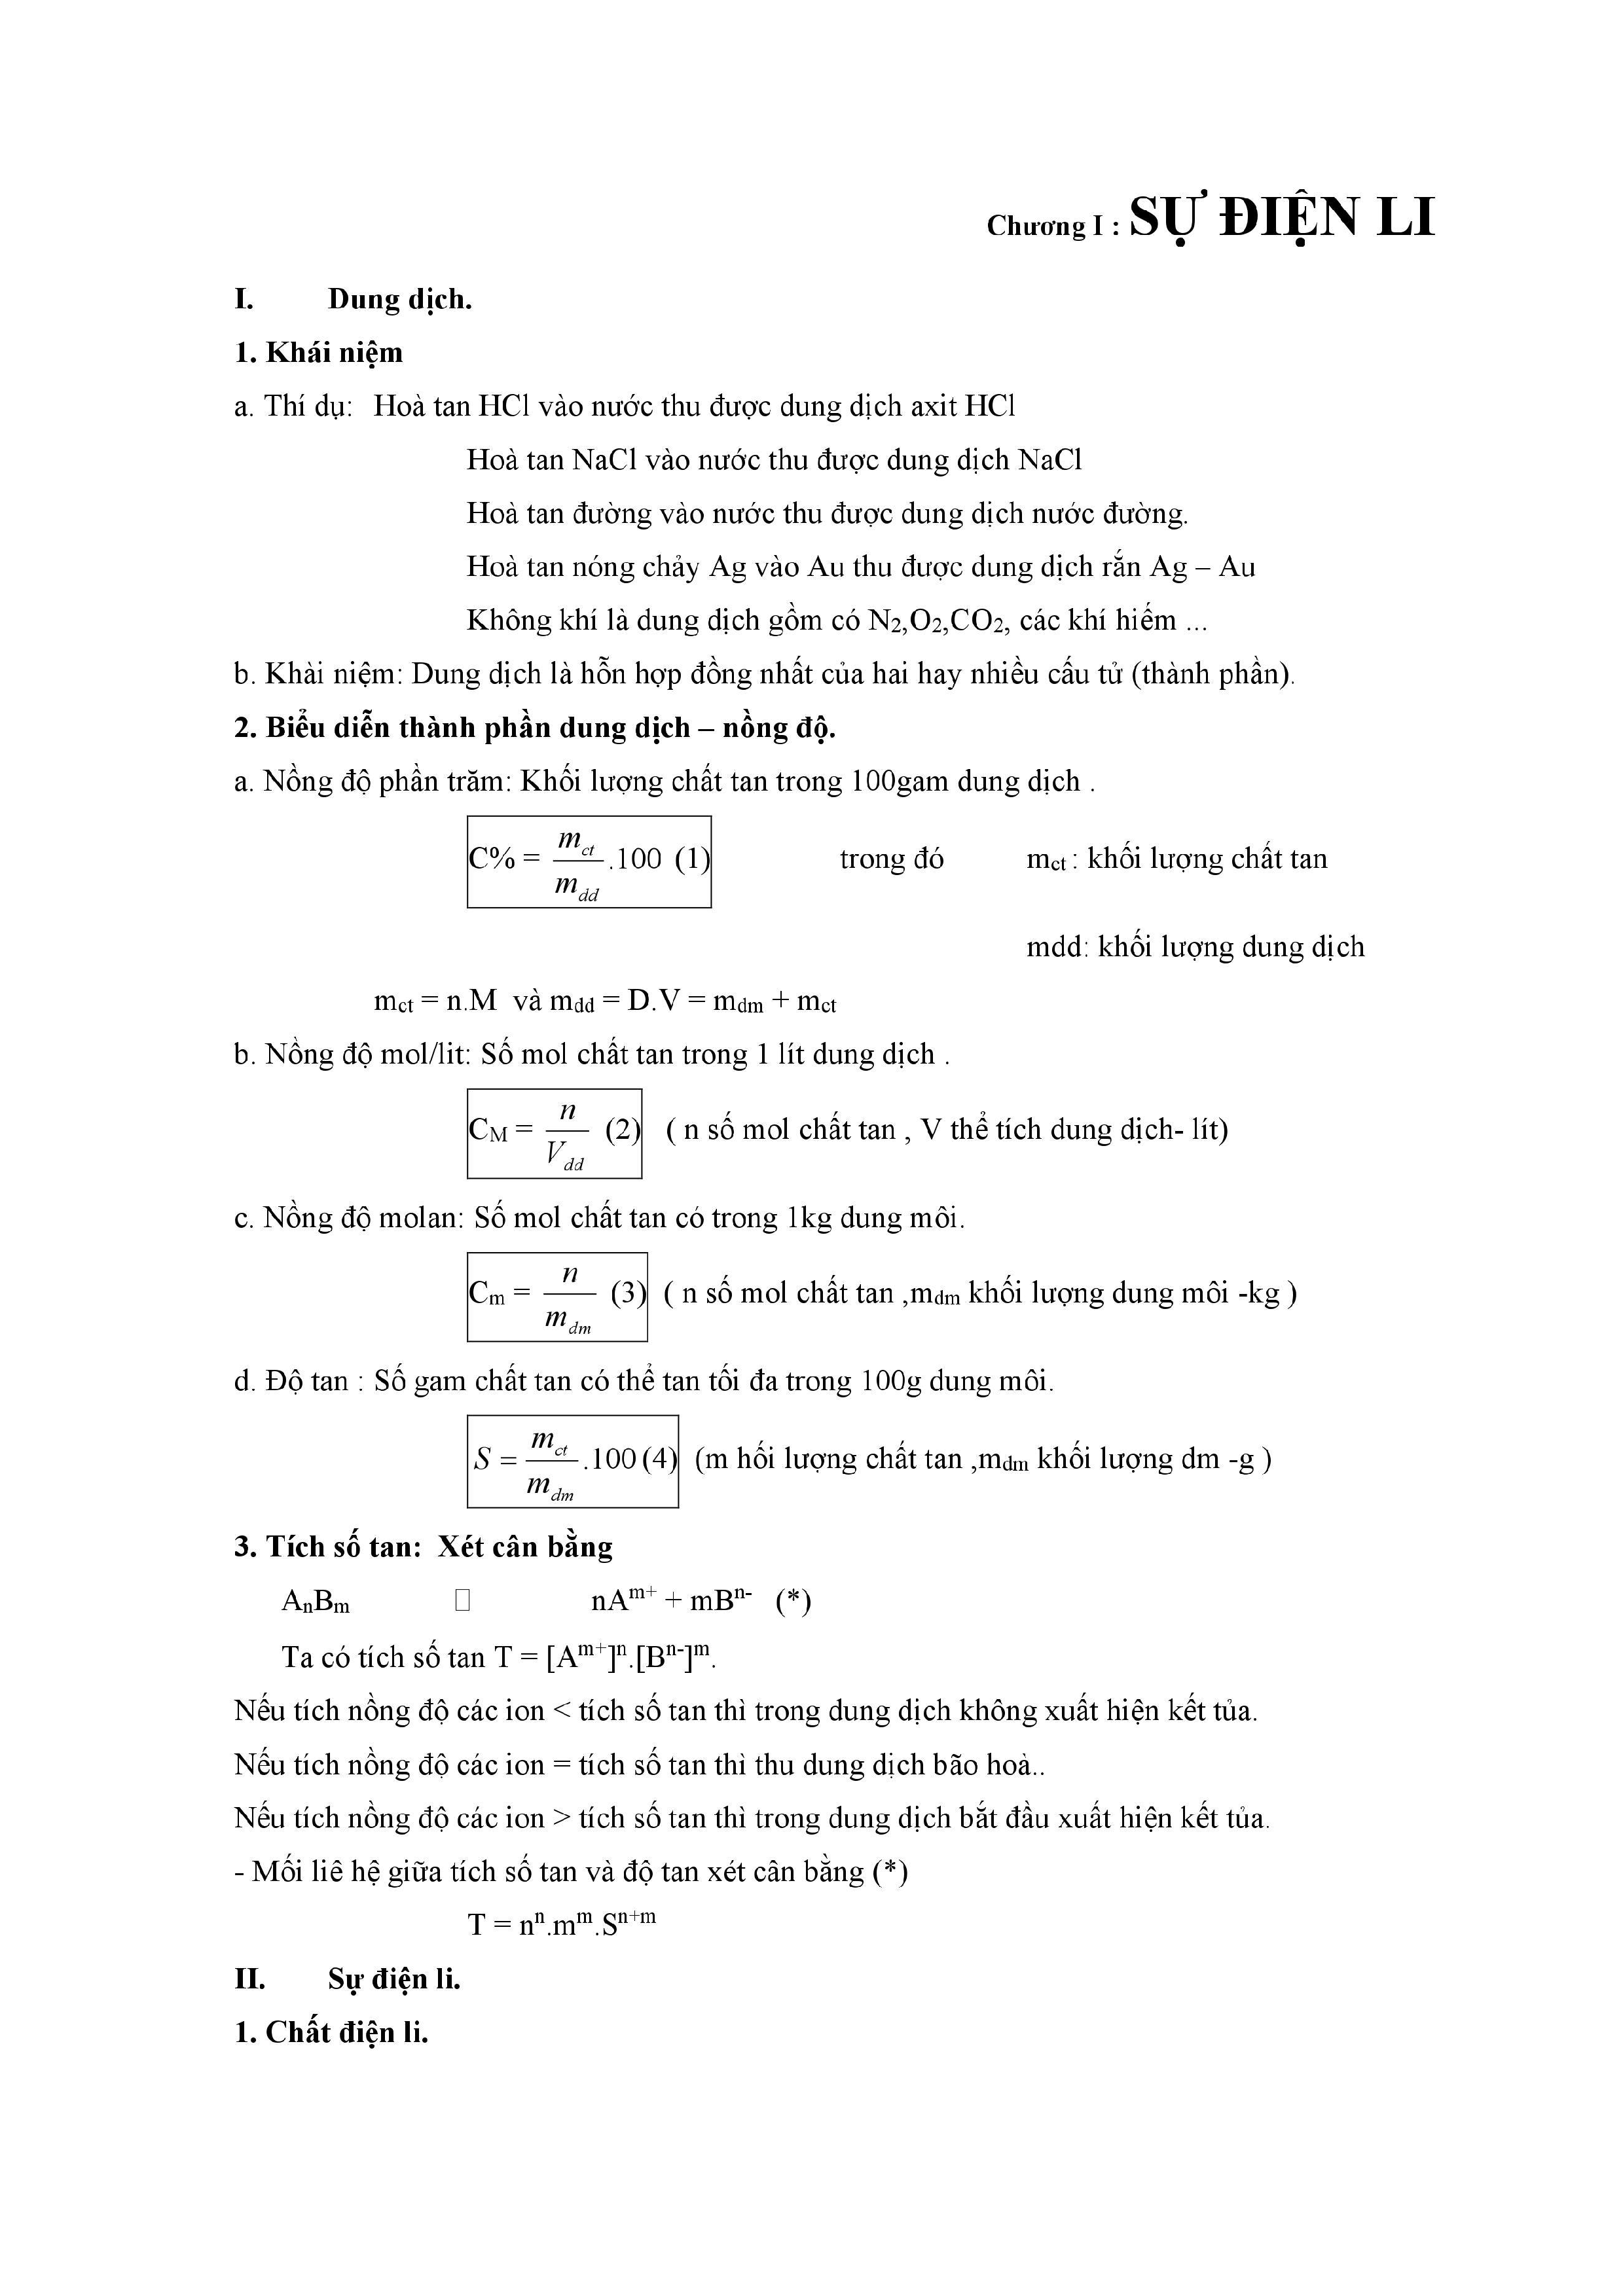 Chương I : SỰ ĐIỆN LI
I. Dung dịch.
1. Khái niệm
a. Thí dụ: Hoà tan HCl vào nước thu được dung dịch axit HCl
Hoà tan NaCl vào nước thu được dung dịch NaCl
Hoà tan đường vào nước thu được dung dịch nước đường.
Hoà tan nóng chảy Ag vào Au thu được dung dịch rắn Ag – Au
Không khí là dung dịch gồm có N₂,O₂,CO₂, các khí hiếm ...
b. Khài niệm: Dung dịch là hỗn hợp đồng nhất của hai hay nhiều cấu tử (thành phần).
2. Biểu diễn thành phần dung dịch – nồng độ.
a. Nồng độ phần trăm: Khối lượng chất tan trong 100gam dung dịch .
C% = \frac{m_{ct}}{m_{dd}}.100 (1) trong đó m_{ct} : khối lượng chất tan
mdd: khối lượng dung dịch
m_{ct} = n.M và m_{dd} = D.V = m_{dm} + m_{ct}
b. Nồng độ mol/lit: Số mol chất tan trong 1 lít dung dịch .
C_M = \frac{n}{V_{dd}} (2) ( n số mol chất tan , V thể tích dung dịch- lít)
c. Nồng độ molan: Số mol chất tan có trong 1kg dung môi.
C_m = \frac{n}{m_{dm}} (3) ( n số mol chất tan ,m_{dm} khối lượng dung môi -kg )
d. Độ tan : Số gam chất tan có thể tan tối đa trong 100g dung môi.
S = \frac{m_{ct}}{m_{dm}}.100 (4) (m hối lượng chất tan ,m_{dm} khối lượng dm -g )
3. Tích số tan: Xét cân bằng
A_nB_m □ nA^{m+} + mB^{n-} (*)
Ta có tích số tan T = [A^{m+}]^n.[B^{n-}]^m.
Nếu tích nồng độ các ion < tích số tan thì trong dung dịch không xuất hiện kết tủa.
Nếu tích nồng độ các ion = tích số tan thì thu dung dịch bão hoà..
Nếu tích nồng độ các ion > tích số tan thì trong dung dịch bắt đầu xuất hiện kết tủa.
- Mối liê hệ giữa tích số tan và độ tan xét cân bằng (*)
T = n^n.m^m.S^{n+m}
II. Sự điện li.
1. Chất điện li.